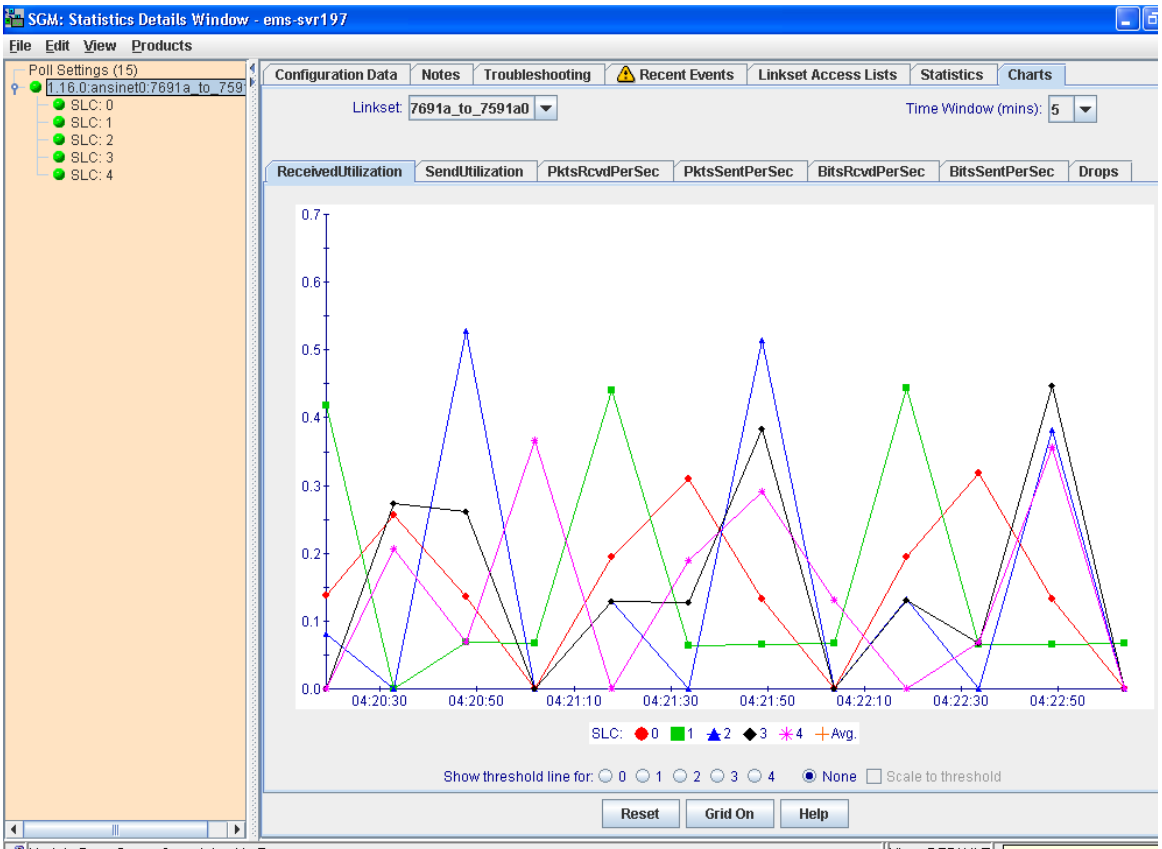 SGM: Statistics Details Window - ems-svr197
File Edit View Products
Poll Settings (15)
1.16.0:ansinet0:7691a_to_759
SLC: 0
SLC: 1
SLC: 2
SLC: 3
SLC: 4
Configuration Data Notes Troubleshooting Recent Events Linkset Access Lists Statistics Charts
Linkset: 7691a_to_7591a0 Time Window (mins): 5
ReceivedUtilization SendUtilization PktsRcvdPerSec PktsSentPerSec BitsRcvdPerSec BitsSentPerSec Drops
0.7
0.6
0.5
0.4
0.3
0.2
0.1
0.0
04:20:30 04:20:50 04:21:10 04:21:30 04:21:50 04:22:10 04:22:30 04:22:50
SLC: 0 1 2 3 4 Avg.
Show threshold line for: 0 1 2 3 4 None Scale to threshold
Reset Grid On Help